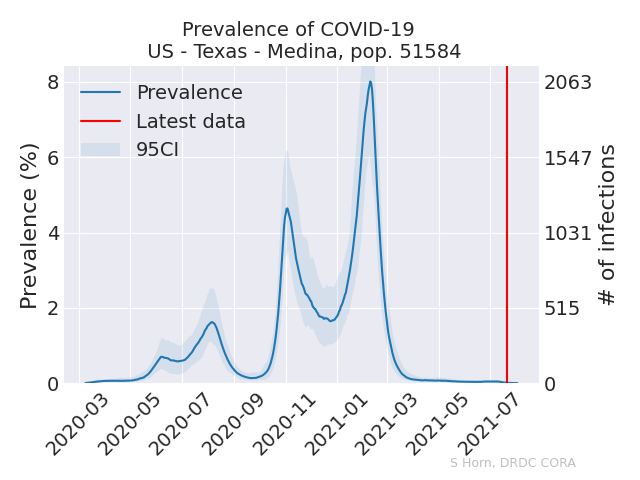 Prevalence of COVID-19
US - Texas - Medina, pop. 51584
Prevalence
Latest data
95CI
Prevalence (%)
8
6
4
2
0
2063
1547
1031
515
0
# of infections
2020-03
2020-05
2020-07
2020-09
2020-11
2021-01
2021-03
2021-05
2021-07
S Horn, DRDC CORA